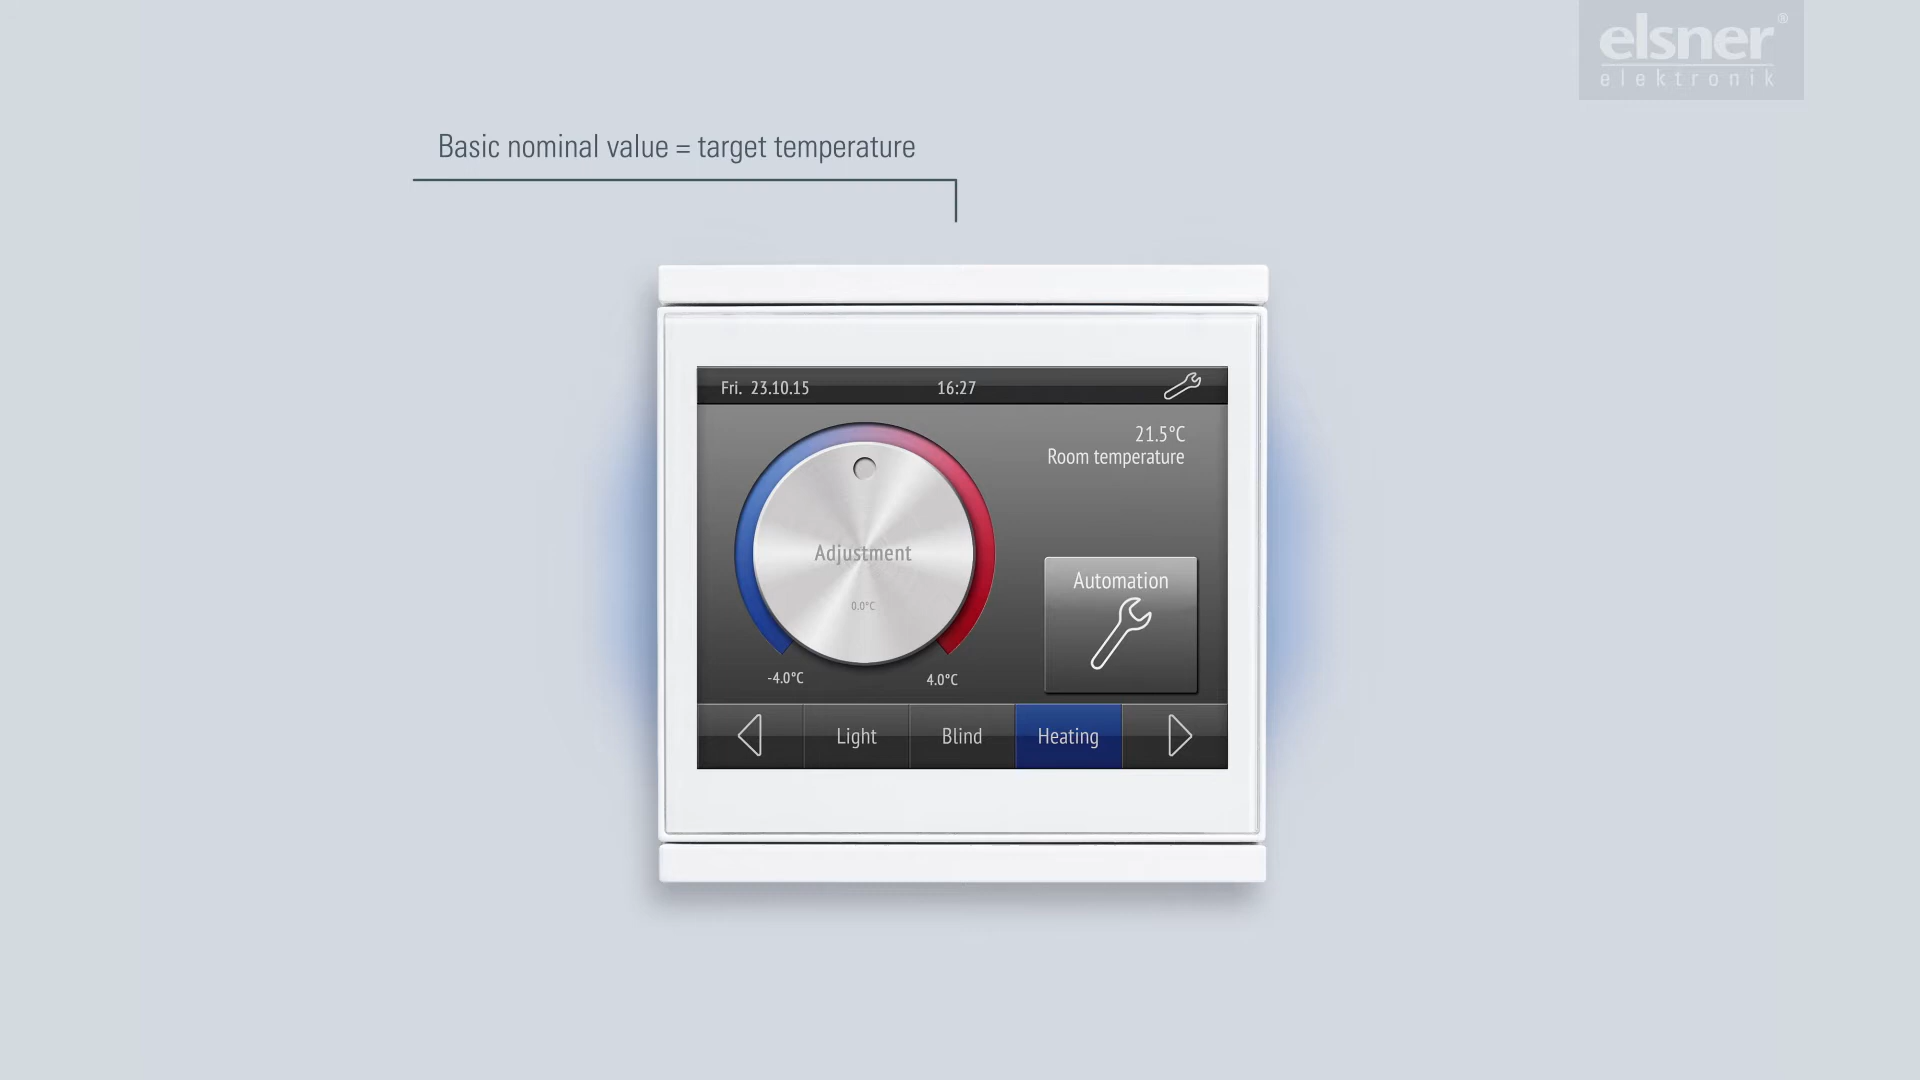 elsner®
elektronik
Basic nominal value = target temperature
Fri. 23.10.15 16:27
21.5°C
Room temperature
Adjustment
0.0°C
Automation
-4.0°C 4.0°C
Light Blind Heating